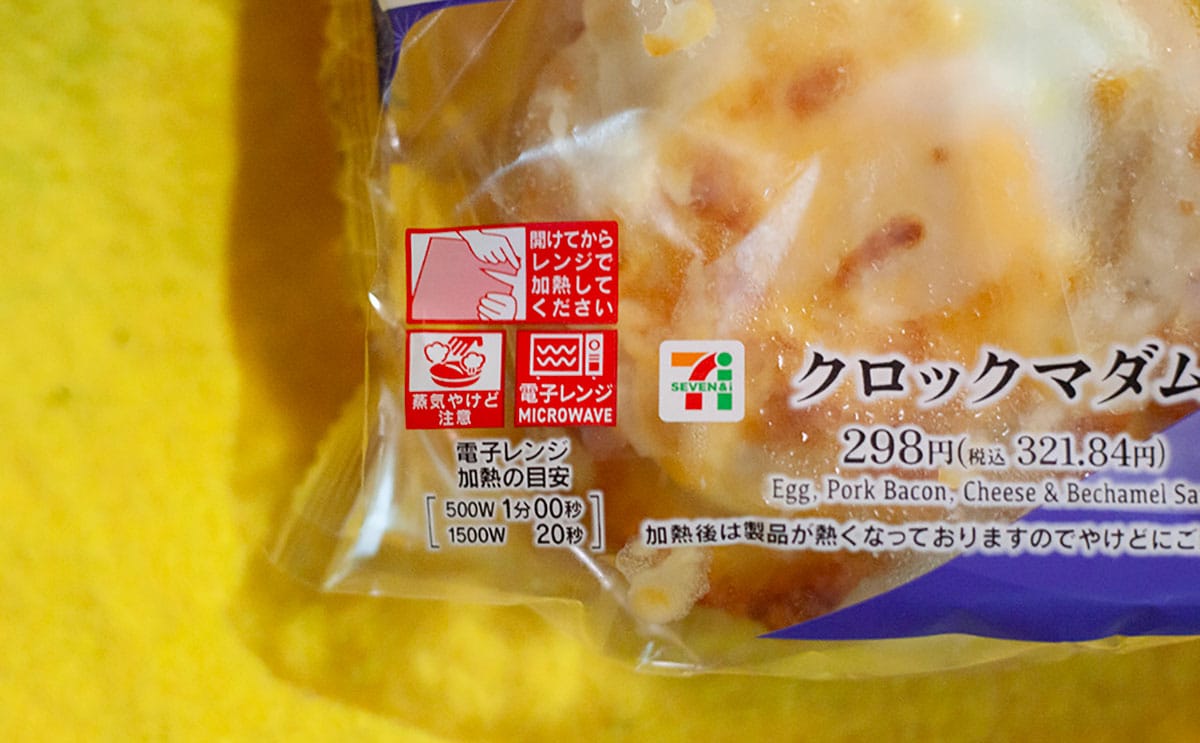 開けてから
レンジで
加熱して
ください
蒸気やけど
注意
電子レンジ
MICROWAVE
電子レンジ
加熱の目安
500W 1分00秒
1500W 20秒
SEVEN&i
クロックマダム
298円(税込 321.84円)
Egg, Pork Bacon, Cheese & Bechamel Sa
加熱後は製品が熱くなっておりますのでやけどにご